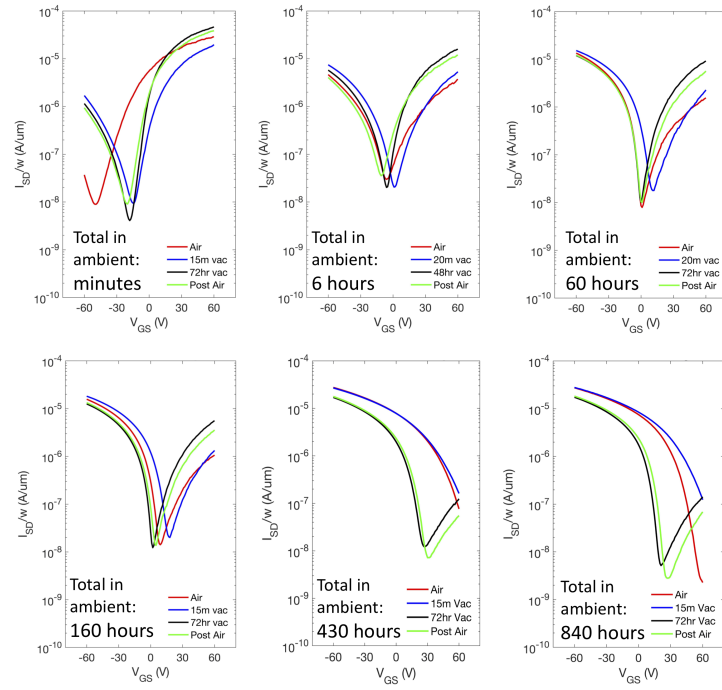 10⁻⁴
10⁻⁵
10⁻⁶
10⁻⁷
10⁻⁸
10⁻⁹
10⁻¹⁰
I_SD/w (A/um)
Total in
ambient:
minutes
Air
15m vac
72hr vac
Post Air
-60 -30 0 30 60
V_GS (V)
10⁻⁴
10⁻⁵
10⁻⁶
10⁻⁷
10⁻⁸
10⁻⁹
10⁻¹⁰
I_SD/w (A/um)
Total in
ambient:
6 hours
Air
20m vac
48hr vac
Post Air
-60 -30 0 30 60
V_GS (V)
10⁻⁴
10⁻⁵
10⁻⁶
10⁻⁷
10⁻⁸
10⁻⁹
10⁻¹⁰
I_SD/w (A/um)
Total in
ambient:
60 hours
Air
20m vac
72hr vac
Post Air
-60 -30 0 30 60
V_GS (V)
10⁻⁴
10⁻⁵
10⁻⁶
10⁻⁷
10⁻⁸
10⁻⁹
10⁻¹⁰
I_SD/w (A/um)
Total in
ambient:
160 hours
Air
15m vac
72hr vac
Post Air
-60 -30 0 30 60
V_GS (V)
10⁻⁴
10⁻⁵
10⁻⁶
10⁻⁷
10⁻⁸
10⁻⁹
10⁻¹⁰
I_SD/w (A/um)
Total in
ambient:
430 hours
Air
15m Vac
72hr Vac
Post Air
-60 -30 0 30 60
V_GS (V)
10⁻⁴
10⁻⁵
10⁻⁶
10⁻⁷
10⁻⁸
10⁻⁹
10⁻¹⁰
I_SD/w (A/um)
Total in
ambient:
840 hours
Air
15m Vac
72hr Vac
Post Air
-60 -30 0 30 60
V_GS (V)